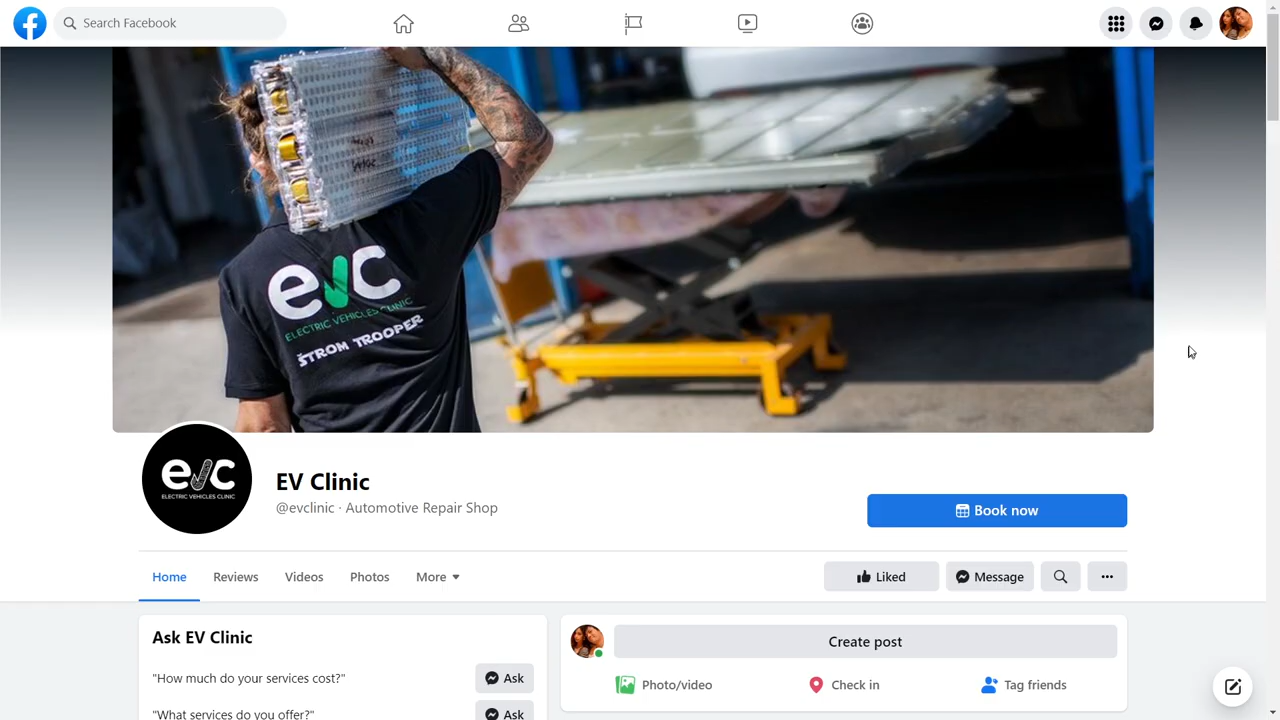 Search Facebook
evc
ELECTRIC VEHICLES CLINIC
STROM TROOPER
evc
ELECTRIC VEHICLES CLINIC
EV Clinic
@evclinic · Automotive Repair Shop
Book now
Home
Reviews
Videos
Photos
More
Liked
Message
Ask EV Clinic
Create post
"How much do your services cost?"
Ask
Photo/video
Check in
Tag friends
"What services do you offer?"
Ask